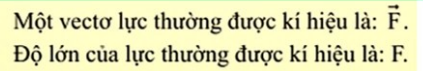 Một vectơ lực thường được kí hiệu là: F⃗.
Độ lớn của lực thường được kí hiệu là: F.